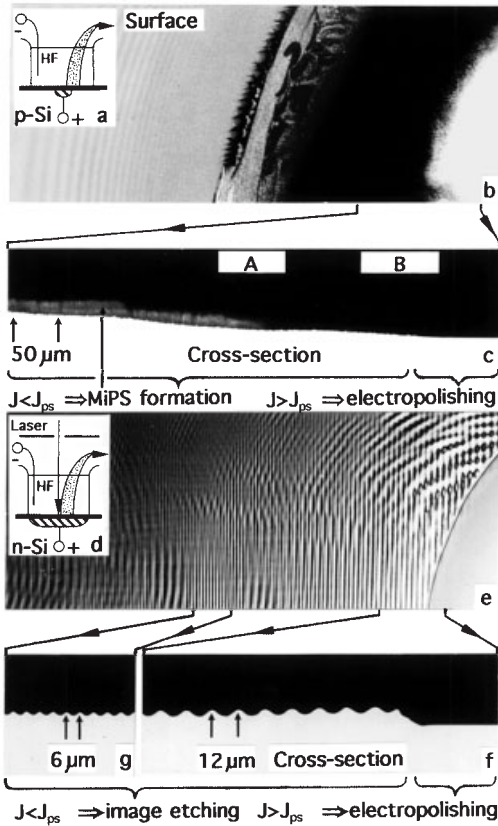 Surface
-
HF
p-Si + a
b
A B
50 µm Cross-section c
J<Jps ⇒MiPS formation J>Jps ⇒electropolishing
Laser
-
HF
n-Si + d
e
6 µm g 12 µm Cross-section f
J<Jps ⇒image etching J>Jps ⇒electropolishing